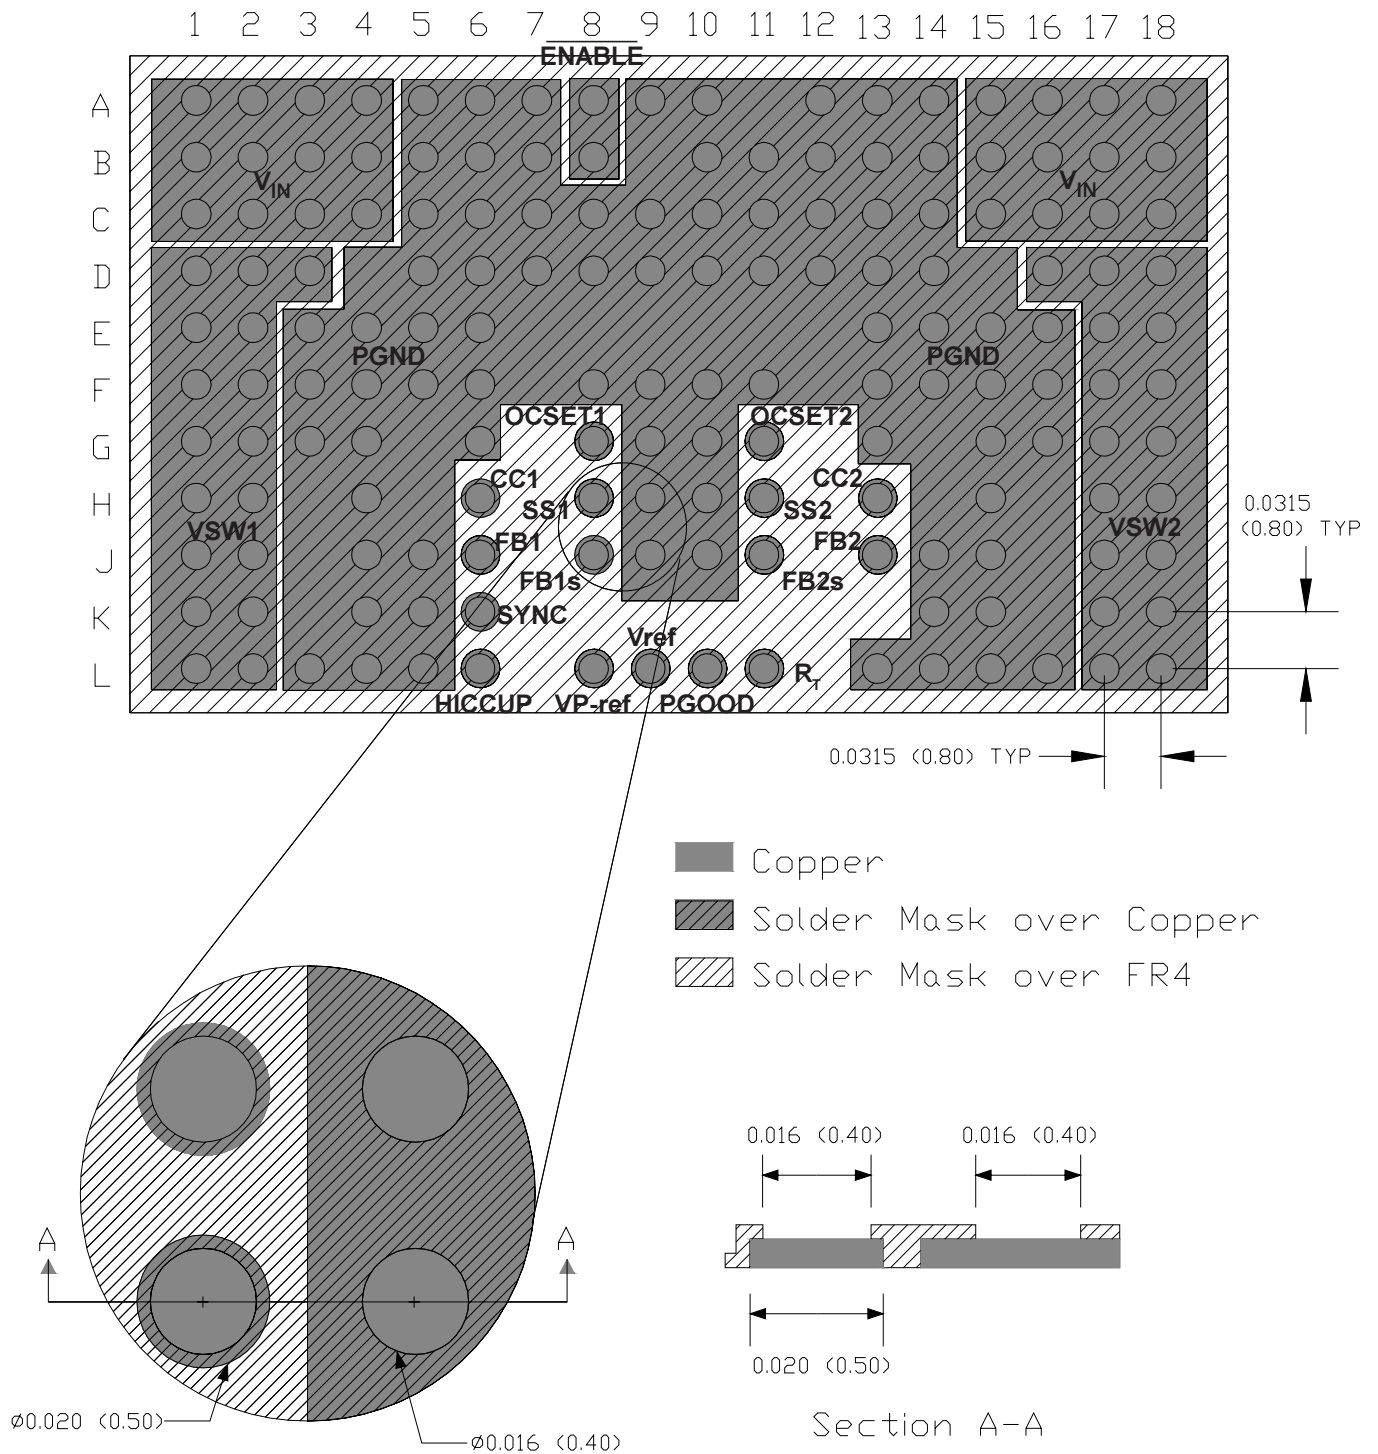 1 2 3 4 5 6 7 8 9 10 11 12 13 14 15 16 17 18
ENABLE
A
B
VIN VIN
C
D
E
PGND PGND
F
OCSET1 OCSET2
G
CC1 CC2
H
SS1 SS2
VSW1 VSW2
0.0315
(0.80) TYP
FB1 FB2
J
FB1s FB2s
K
SYNC
Vref
L
RT
HICCUP VP-ref PGOOD
0.0315 (0.80) TYP
Copper
Solder Mask over Copper
Solder Mask over FR4
0.016 (0.40) 0.016 (0.40)
A A
0.020 (0.50)
Ø0.020 (0.50)
Ø0.016 (0.40)
Section A-A